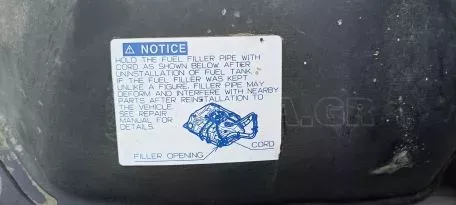 NOTICE
HOLD THE FUEL FILLER PIPE WITH
CORD AS SHOWN BELOW AFTER
UNINSTALLATION OF FUEL TANK.
IF THE FUEL FILLER WAS KEPT
UNLIKE A FIGURE, FILLER PIPE MAY
DEFORM AND INTERFERE WITH NEARBY
PARTS AFTER REINSTALLATION TO
THE VEHICLE.
SEE REPAIR
MANUAL FOR
DETAILS.
FILLER OPENING
CORD